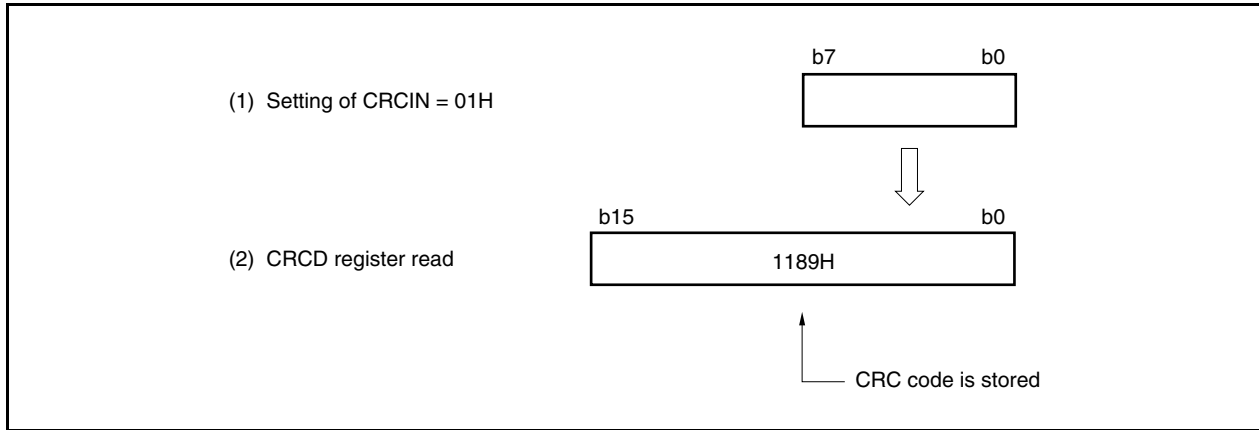 b7 b0
(1) Setting of CRCIN = 01H
b15 b0
(2) CRCD register read 1189H
CRC code is stored